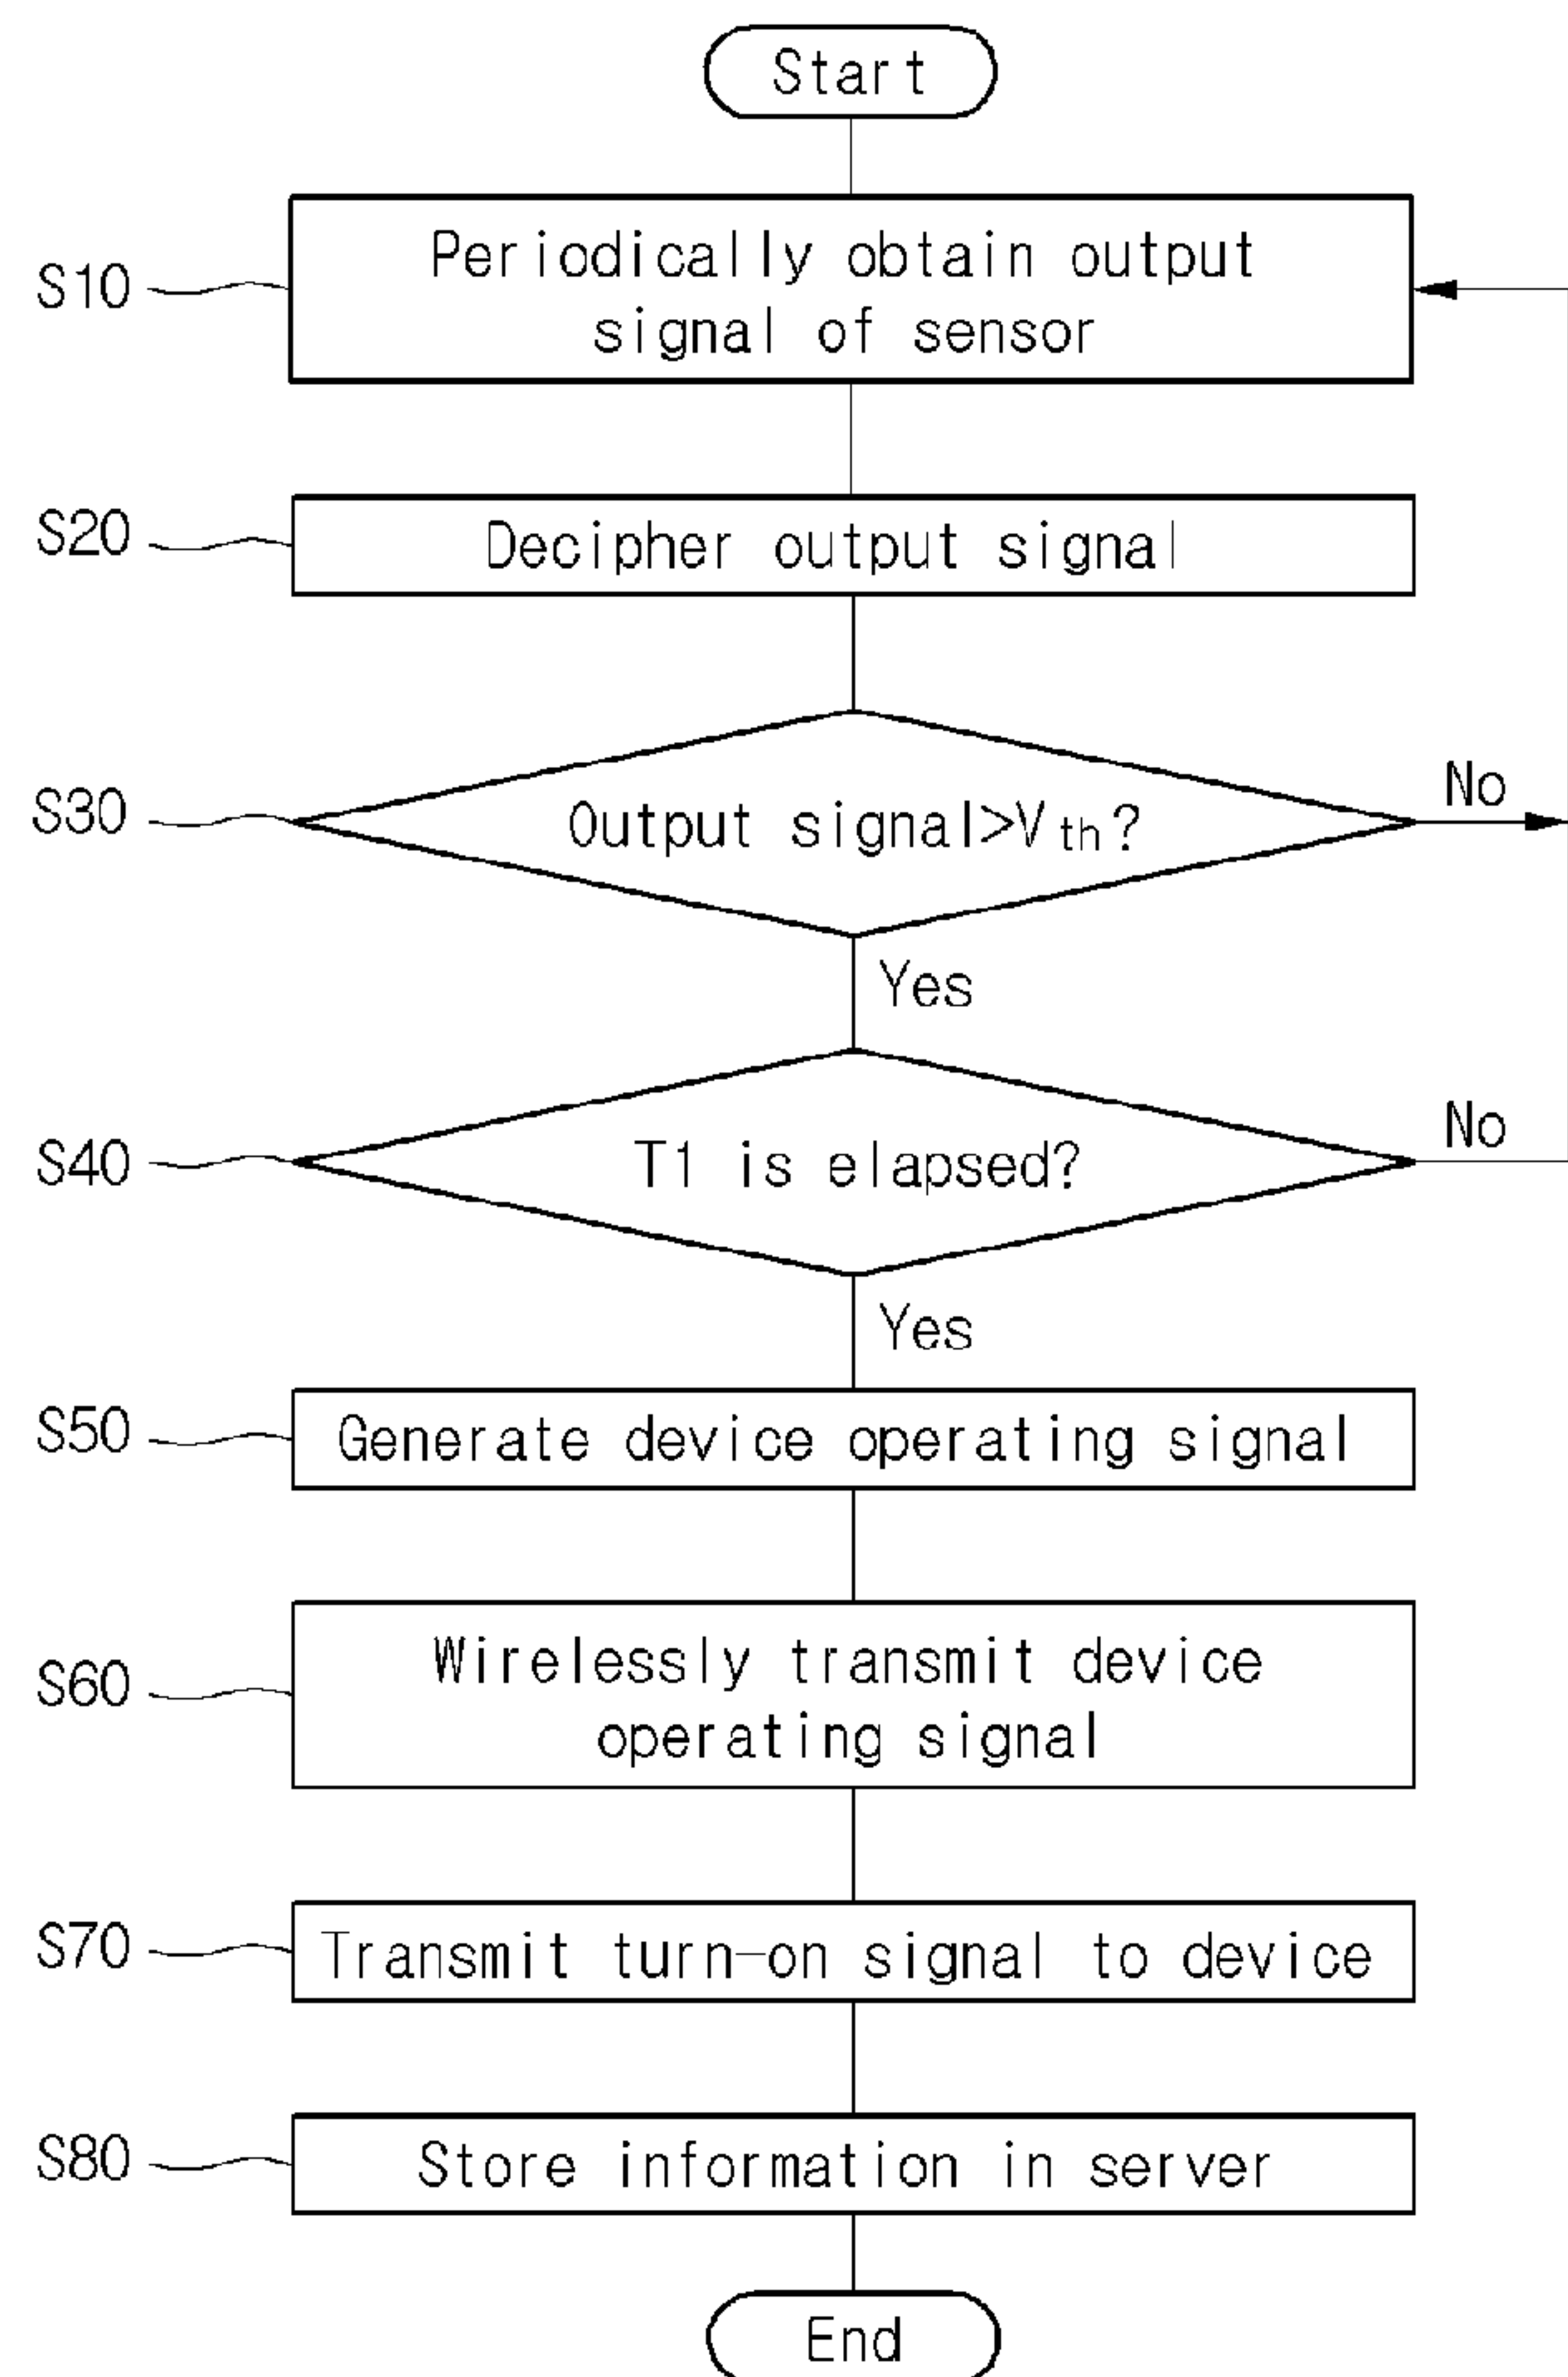 Start
S10
Periodically obtain output
signal of sensor
S20
Decipher output signal
S30
Output signal>Vth?
No
Yes
S40
T1 is elapsed?
No
Yes
S50
Generate device operating signal
S60
Wirelessly transmit device
operating signal
S70
Transmit turn-on signal to device
S80
Store information in server
End